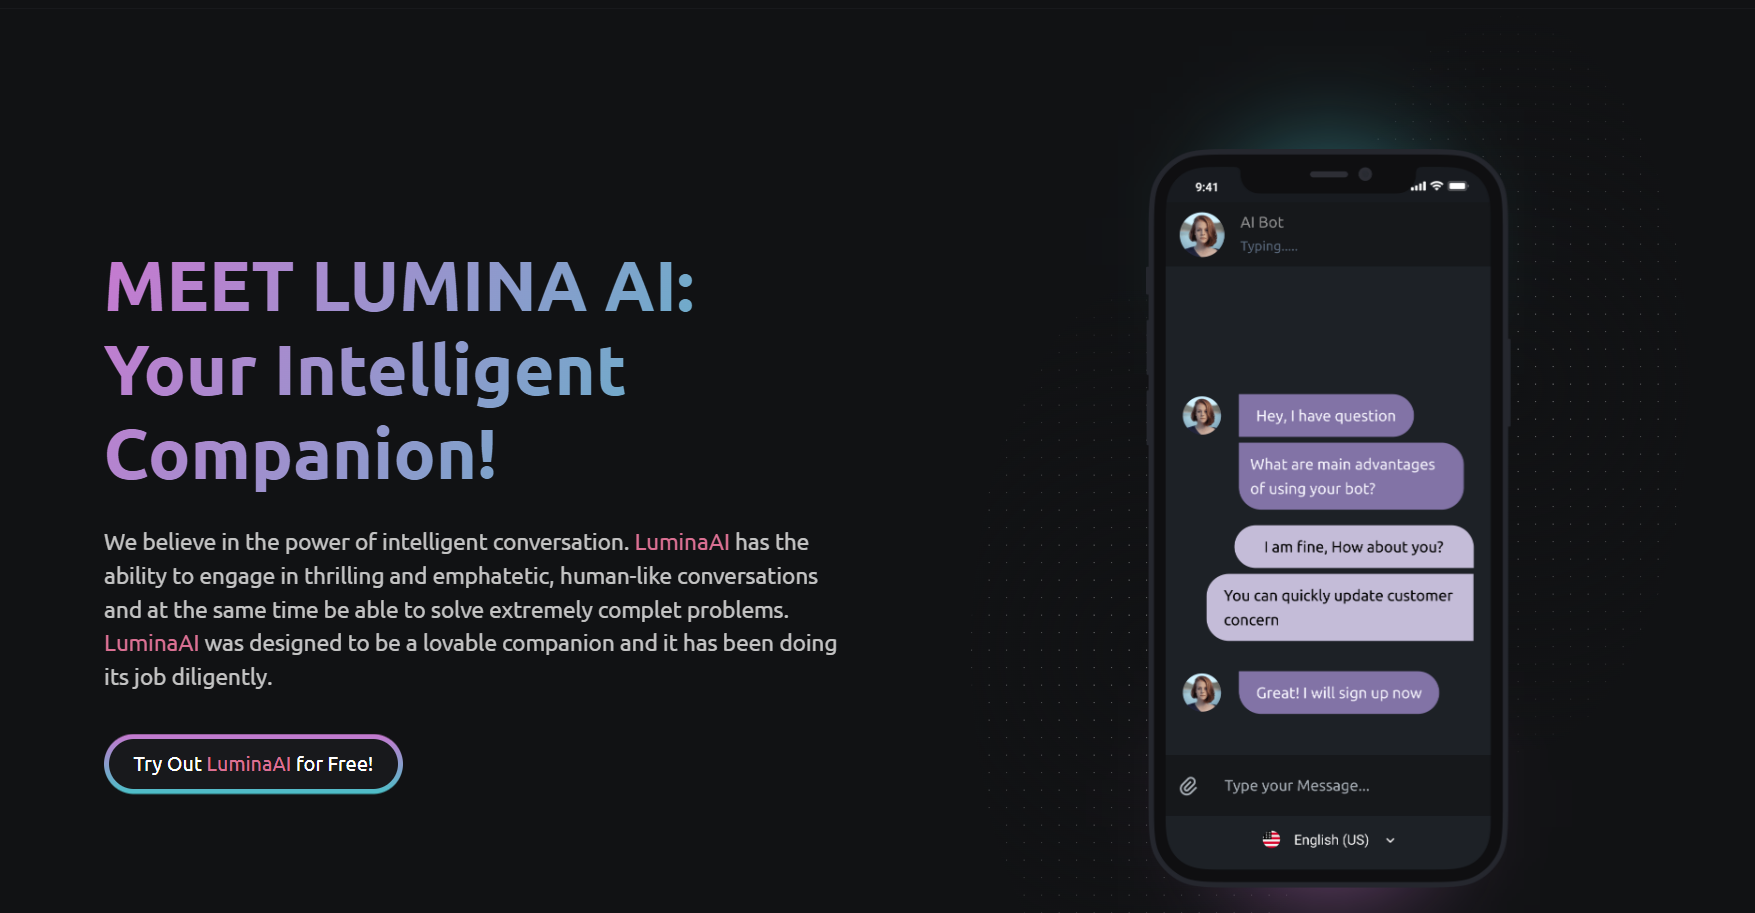 MEET LUMINA AI:
Your Intelligent
Companion!
We believe in the power of intelligent conversation. LuminaAI has the
ability to engage in thrilling and emphatetic, human-like conversations
and at the same time be able to solve extremely complet problems.
LuminaAI was designed to be a lovable companion and it has been doing
its job diligently.
Try Out LuminaAI for Free!
9:41
AI Bot
Typing.....
Hey, I have question
What are main advantages
of using your bot?
I am fine, How about you?
You can quickly update customer
concern
Great! I will sign up now
Type your Message...
English (US)